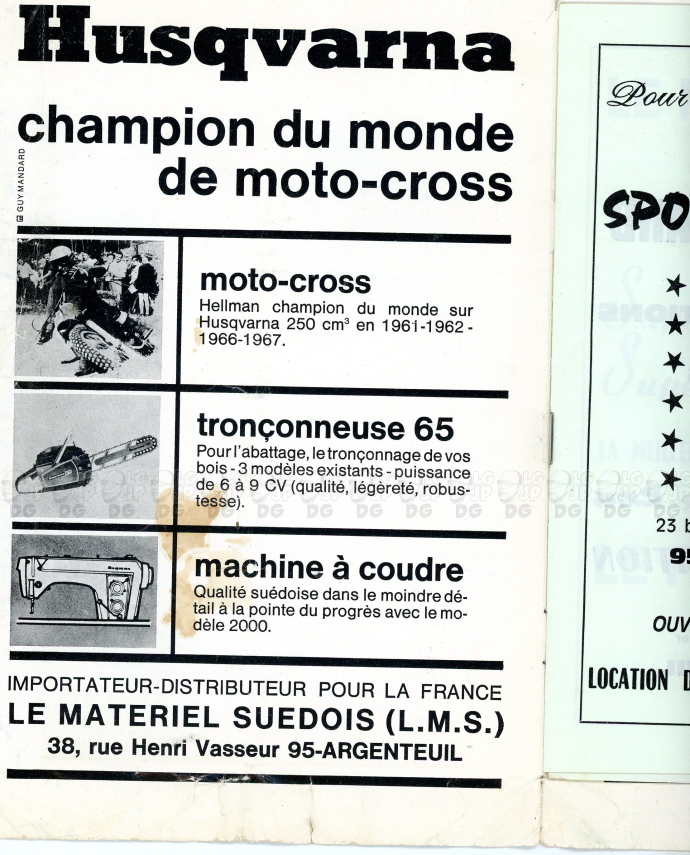 Husqvarna
champion du monde
de moto-cross
GUY MANDARD
moto-cross
Hellman champion du monde sur
Husqvarna 250 cm³ en 1961-1962-
1966-1967.
tronçonneuse 65
Pour l'abattage, le tronçonnage de vos
bois - 3 modèles existants - puissance
de 6 à 9 CV (qualité, légèreté, robus-
tesse).
Husqvarna
machine à coudre
Qualité suédoise dans le moindre dé-
tail à la pointe du progrès avec le mo-
dèle 2000.
IMPORTATEUR-DISTRIBUTEUR POUR LA FRANCE
LE MATERIEL SUEDOIS (L.M.S.)
38, rue Henri Vasseur 95-ARGENTEUIL
Pour
SPO
23 b
95
OUV
LOCATION D